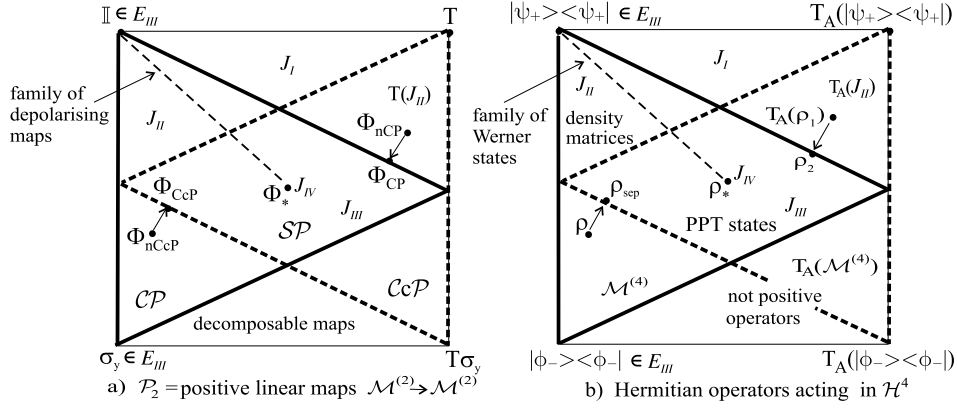 𝕀 ∈ E_III
T
J_I
family of
depolarising
maps
T(J_II)
J_II
Φ_nCP
Φ_CP
Φ_CcP
Φ_*
J_IV
J_III
Φ_nCcP
SP
CP
CcP
decomposable maps
σ_y ∈ E_III
Tσ_y
a) P_2 = positive linear maps M^(2)→M^(2)
|ψ_+><ψ_+| ∈ E_III
T_A(|ψ_+><ψ_+|)
J_I
J_II
T_A(J_II)
family of
Werner
states
density
matrices
T_A(ρ_1)
ρ_2
ρ_sep
ρ_*
J_IV
J_III
ρ
PPT states
M^(4)
T_A(M^(4))
not positive
operators
|ϕ_−><ϕ_−| ∈ E_III
T_A(|ϕ_−><ϕ_−|)
b) Hermitian operators acting in H^4